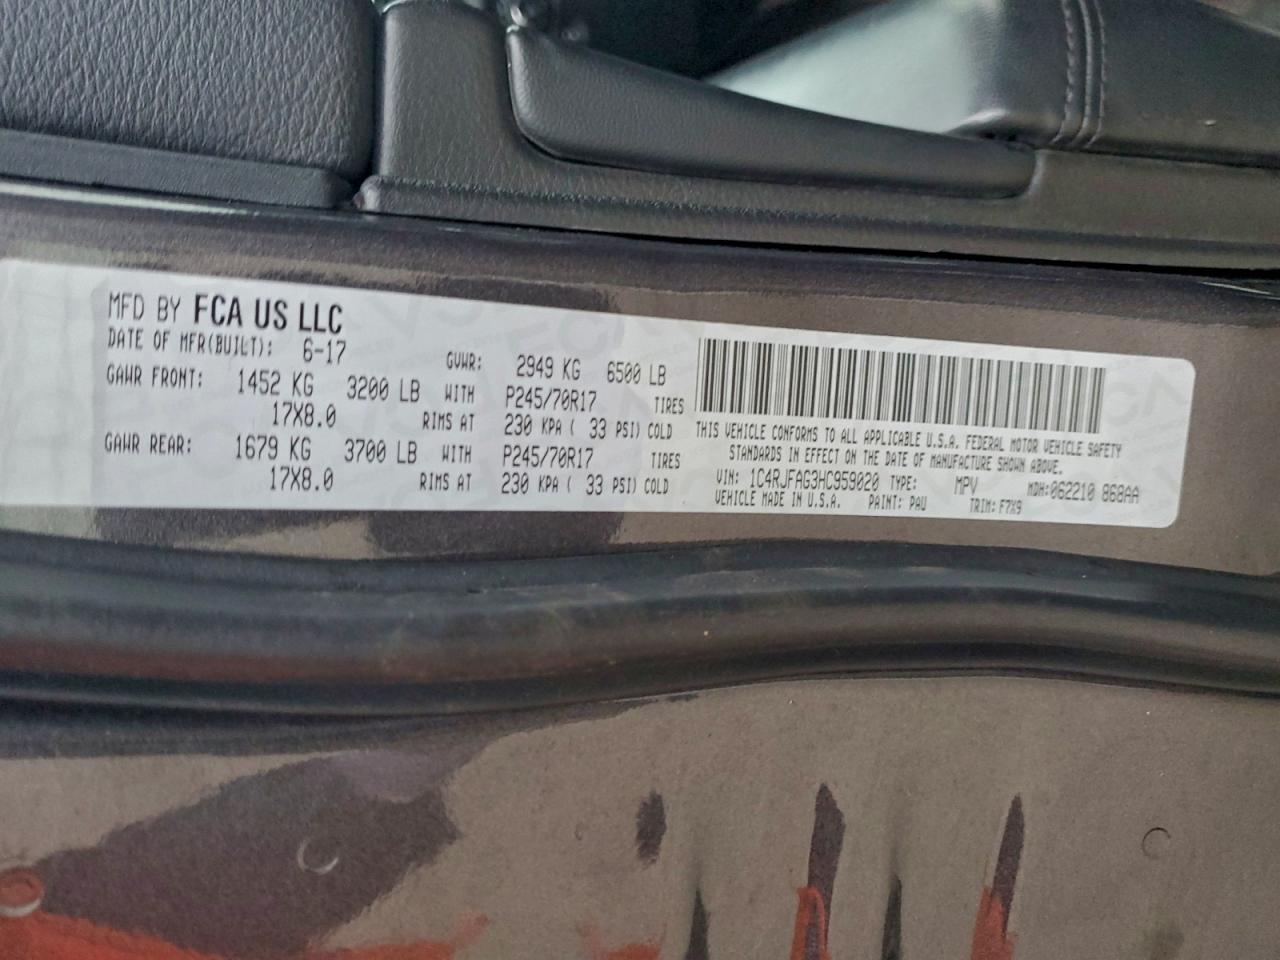 MFD BY FCA US LLC
DATE OF MFR(BUILT): 6-17 GVWR: 2949 KG 6500 LB
GAWR FRONT: 1452 KG 3200 LB WITH P245/70R17 TIRES
17X8.0 RIMS AT 230 KPA ( 33 PSI) COLD
GAWR REAR: 1679 KG 3700 LB WITH P245/70R17 TIRES
17X8.0 RIMS AT 230 KPA ( 33 PSI) COLD
THIS VEHICLE CONFORMS TO ALL APPLICABLE U.S.A. FEDERAL MOTOR VEHICLE SAFETY
STANDARDS IN EFFECT ON THE DATE OF MANUFACTURE SHOWN ABOVE.
VIN: 1C4RJFAG3HC959020 TYPE: MPV MDH:062210 868AA
VEHICLE MADE IN U.S.A. PAINT: PAU TRIM: F7X9